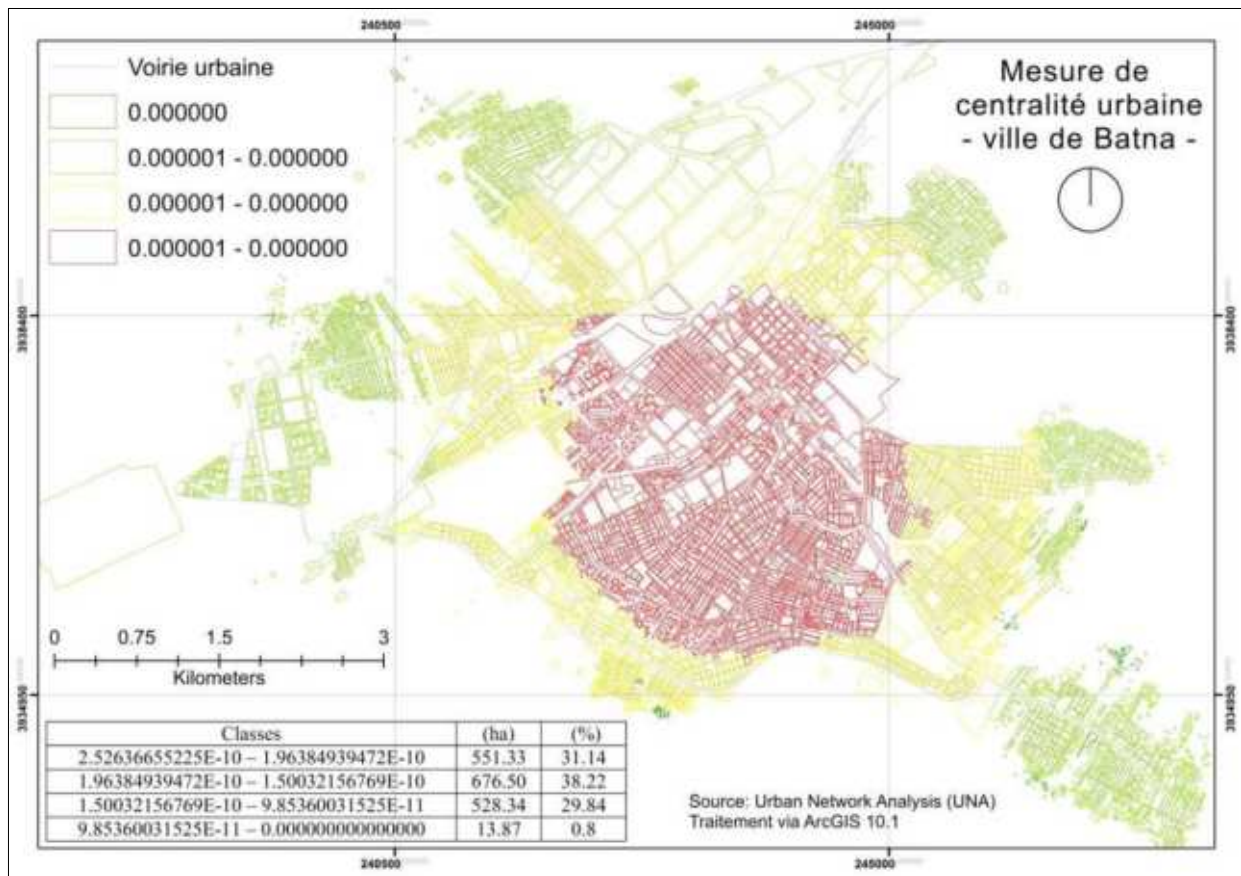 240500
245000
Voirie urbaine
0.000000
0.000001 - 0.000000
0.000001 - 0.000000
0.000001 - 0.000000
Mesure de
centralité urbaine
- ville de Batna -
3938400
3938400
0 0.75 1.5 3
Kilometers
3934950
3934950
Classes (ha) (%)
2.52636655225E-10 – 1.96384939472E-10 551.33 31.14
1.96384939472E-10 – 1.50032156769E-10 676.50 38.22
1.50032156769E-10 – 9.85360031525E-11 528.34 29.84
9.85360031525E-11 – 0.000000000000000 13.87 0.8
Source: Urban Network Analysis (UNA)
Traitement via ArcGIS 10.1
240500
245000